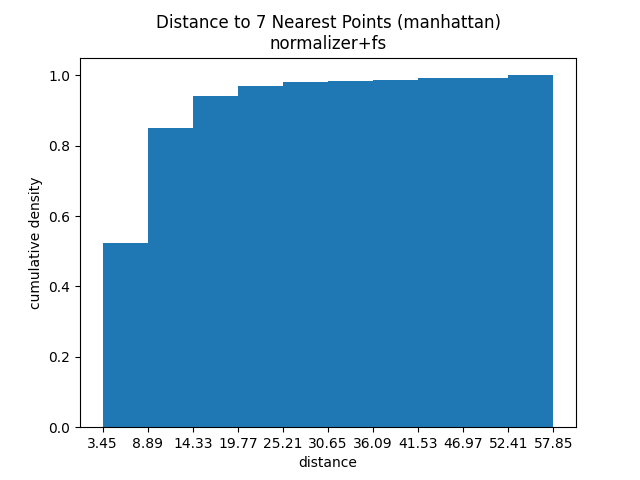 Distance to 7 Nearest Points (manhattan)
normalizer+fs
1.0
0.8
0.6
0.4
0.2
0.0
cumulative density
3.45 8.89 14.33 19.77 25.21 30.65 36.09 41.53 46.97 52.41 57.85
distance